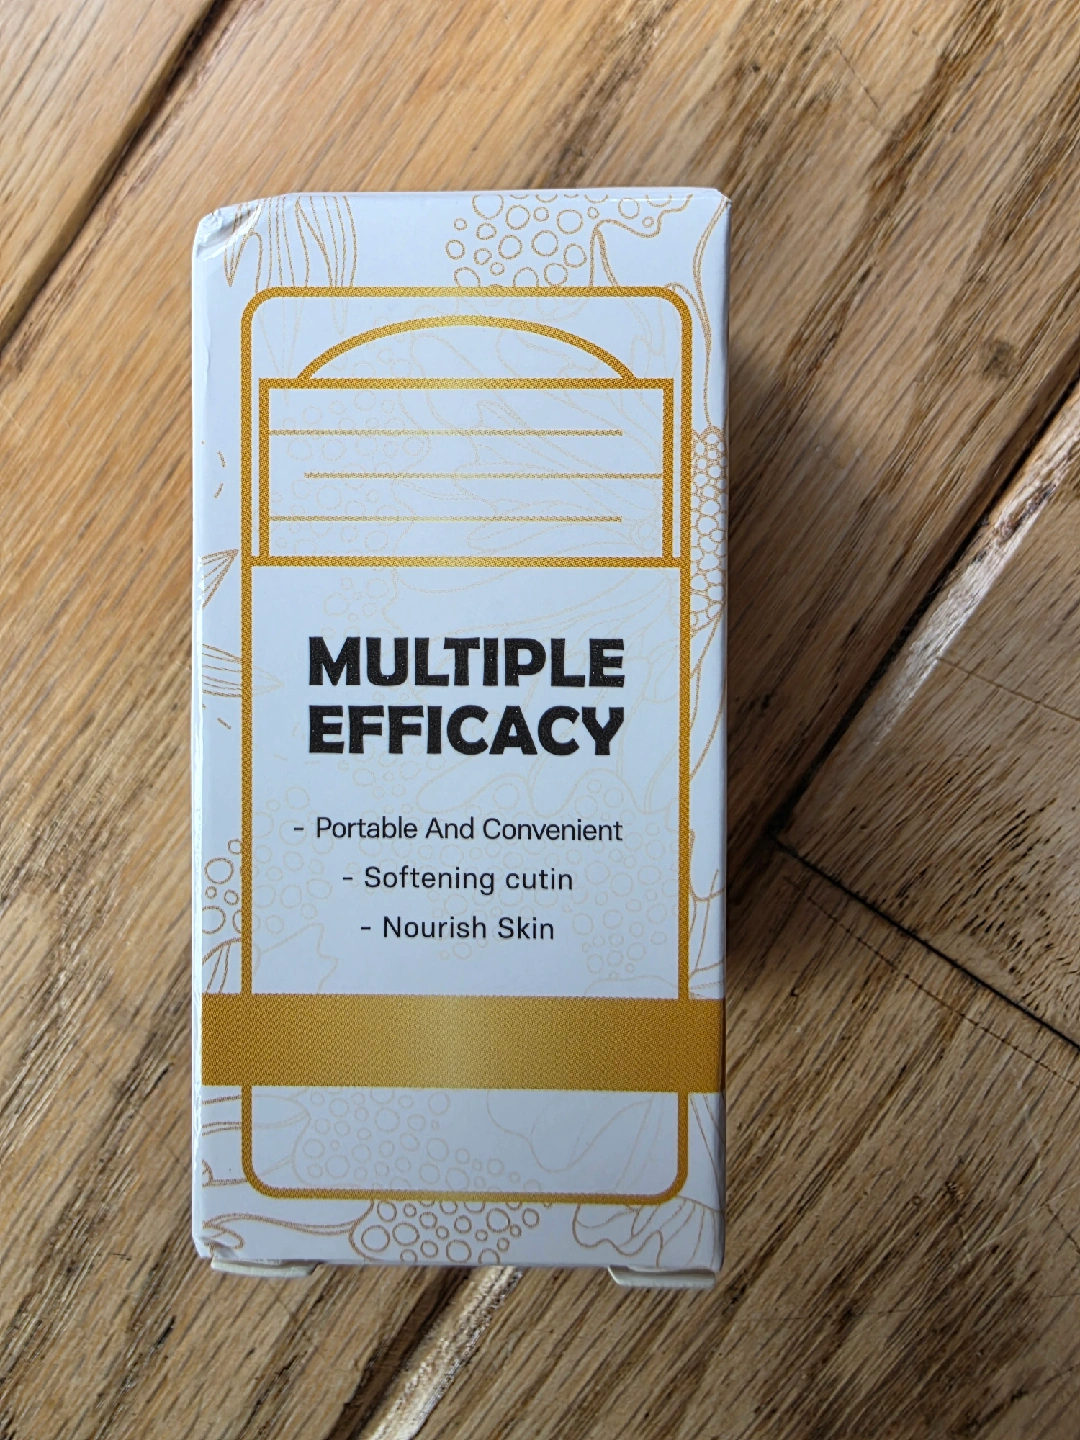 MULTIPLE
EFFICACY
- Portable And Convenient
- Softening cutin
- Nourish Skin